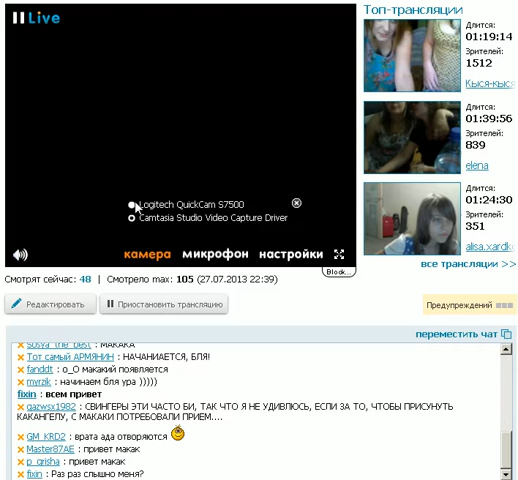 Live
Топ-трансляции
Длится:
01:19:14
Зрителей:
1512
Кыся-кыся
Длится:
01:39:56
Зрителей:
839
elena
Длится:
01:24:30
Зрителей:
351
alisa.xardk
все трансляции >>
Logitech QuickCam S7500
Camtasia Studio Video Capture Driver
камера микрофон настройки
Block...
Смотрят сейчас: 48 | Смотрело max: 105 (27.07.2013 22:39)
Редактировать
Приостановить трансляцию
Предупреждений
переместить чат
sosya_the_best : МАКАКА
Тот самый АРМЯНИН : НАЧАНИАЕТСЯ, БЛЯ!
fanddt : о_О макакий появляется
myrzik : начинаем бля ура )))))
fixin : всем привет
gazwsx1982 : СВИНГЕРЫ ЭТИ ЧАСТО БИ, ТАК ЧТО Я НЕ УДИВЛЮСЬ, ЕСЛИ ЗА ТО, ЧТОБЫ ПРИСУНУТЬ
КАКАНГЕЛУ, С МАКАКИ ПОТРЕБОВАЛИ ПРИЕМ....
GM_KRD2 : врата ада отворяются
Master87AE : привет макак
p_grisha : привет макак
fixin : Раз раз слышно меня?